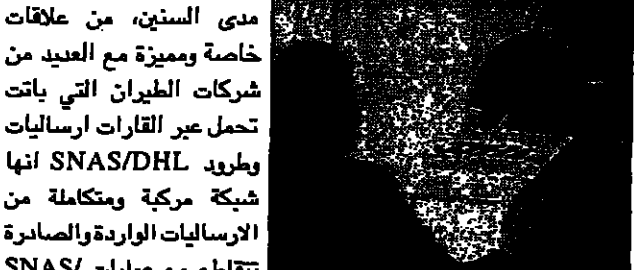 مدى السنين، من علاقات
خاصة ومميزة مع العديد من
شركات الطيران التي باتت
تحمل عبر القارات ارساليات
وطرود SNAS/DHL انها
شبكة مركبة ومتكاملة من
الارساليات الواردة والصادرة
SNAS/